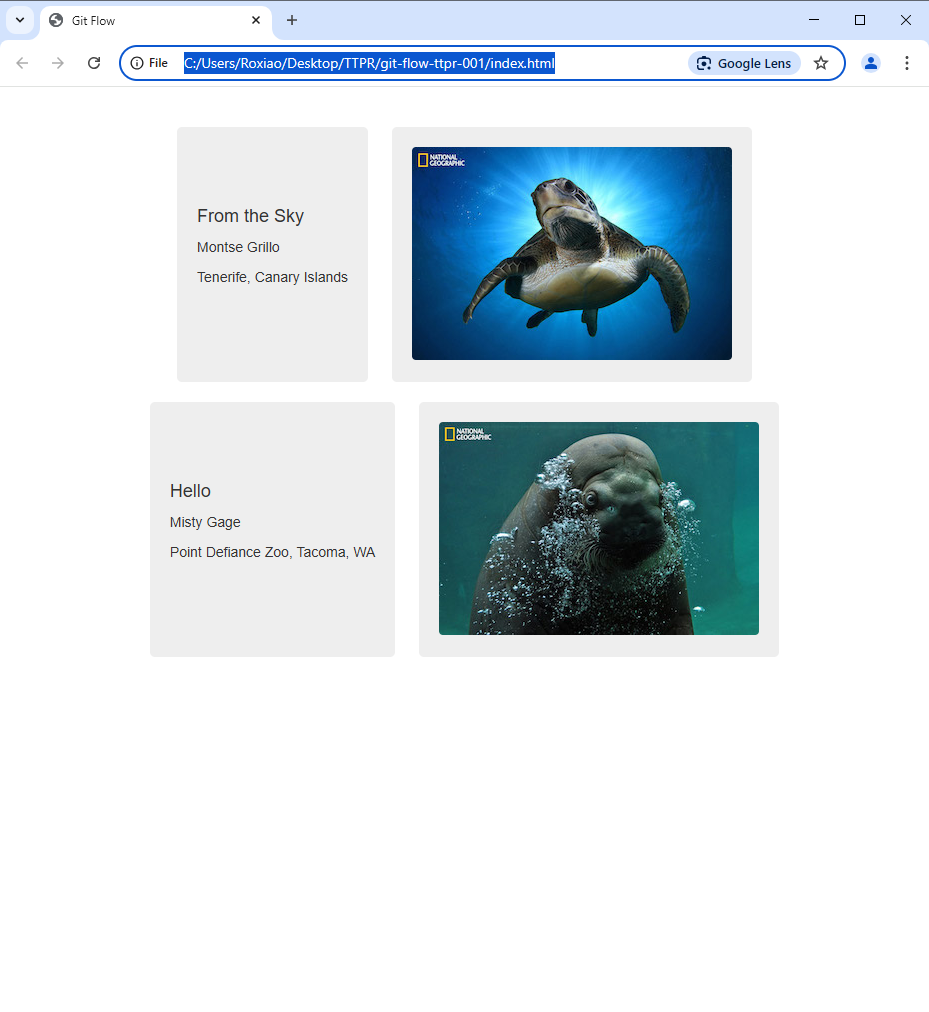 Git Flow
File
C:/Users/Roxiao/Desktop/TTPR/git-flow-ttpr-001/index.html
Google Lens
From the Sky
Montse Grillo
Tenerife, Canary Islands
NATIONAL
GEOGRAPHIC
Hello
Misty Gage
Point Defiance Zoo, Tacoma, WA
NATIONAL
GEOGRAPHIC